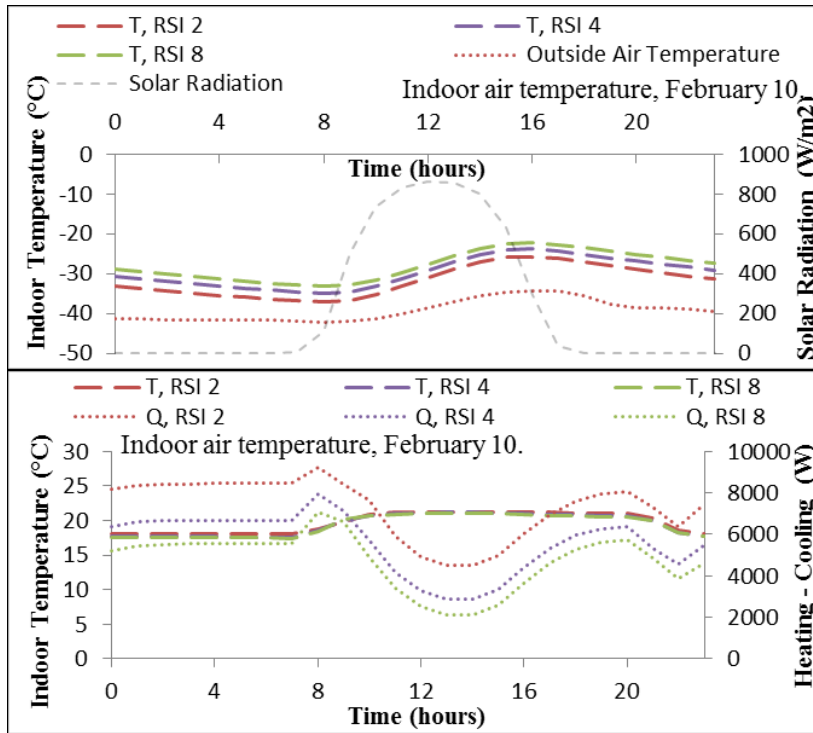 T, RSI 2 T, RSI 4
T, RSI 8 Outside Air Temperature
Solar Radiation
Indoor air temperature, February 10.
0 4 8 12 16 20
Time (hours)
Indoor Temperature (°C)
0
-10
-20
-30
-40
-50
Solar Radiation (W/m2)
1000
800
600
400
200
0
T, RSI 2 T, RSI 4 T, RSI 8
Q, RSI 2 Q, RSI 4 Q, RSI 8
Indoor air temperature, February 10.
Indoor Temperature (°C)
30
25
20
15
10
5
0
Heating - Cooling (W)
10000
8000
6000
4000
2000
0
0 4 8 12 16 20
Time (hours)